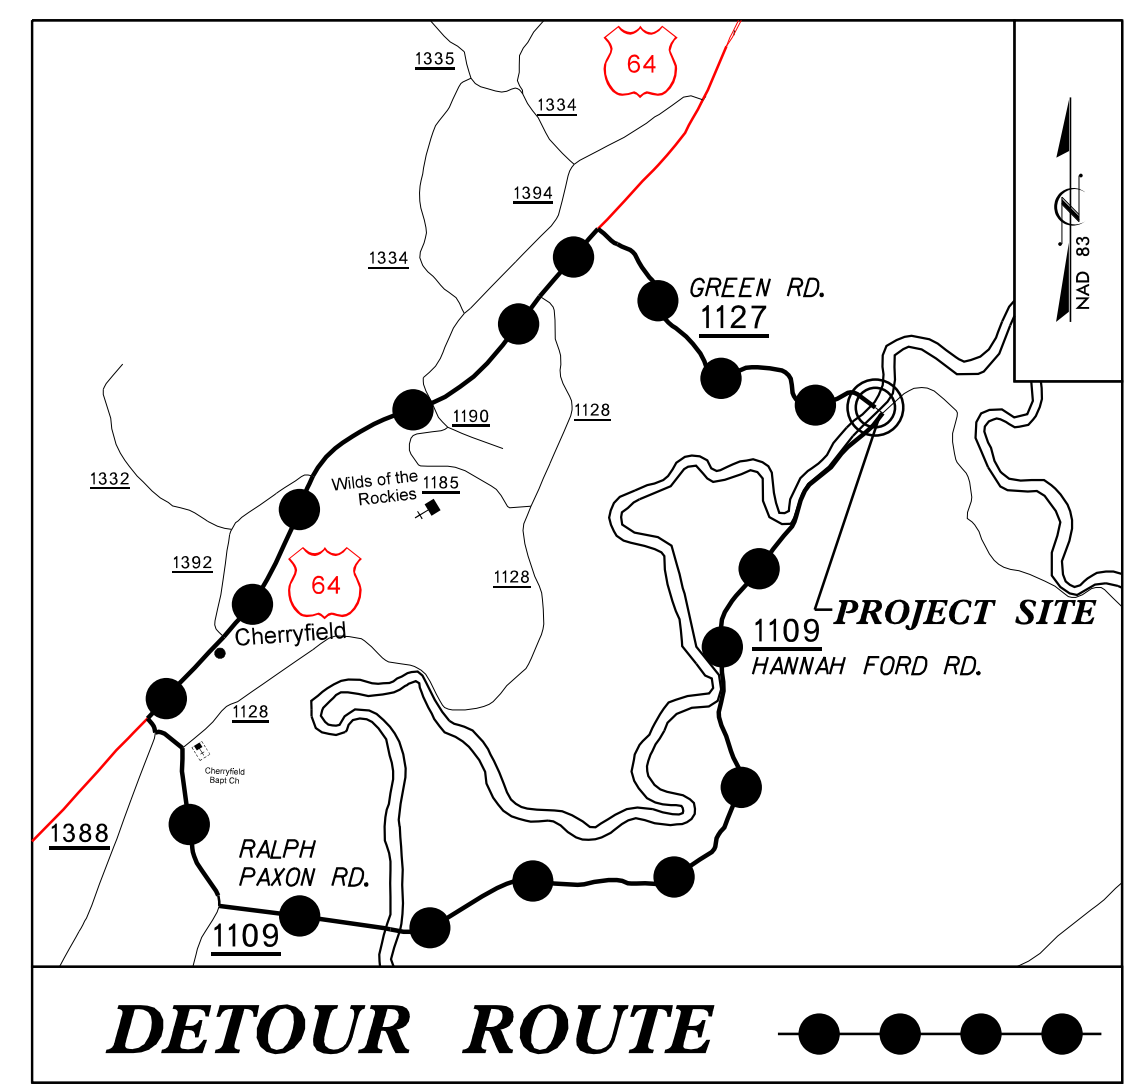 1335
64
1334
1394
1334
NAD 83
GREEN RD.
1127
1190
1128
1332
Wilds of the
Rockies
1185
1392
64
1128
Cherryfield
PROJECT SITE
1109
HANNAH FORD RD.
1128
Cherryfield
Bapt Ch
1388
RALPH
PAXON RD.
1109
DETOUR ROUTE